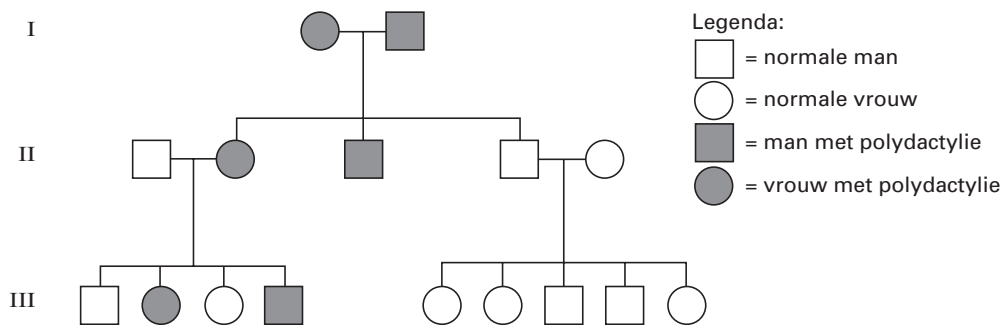 I
II
III
Legenda:
= normale man
= normale vrouw
= man met polydactylie
= vrouw met polydactylie